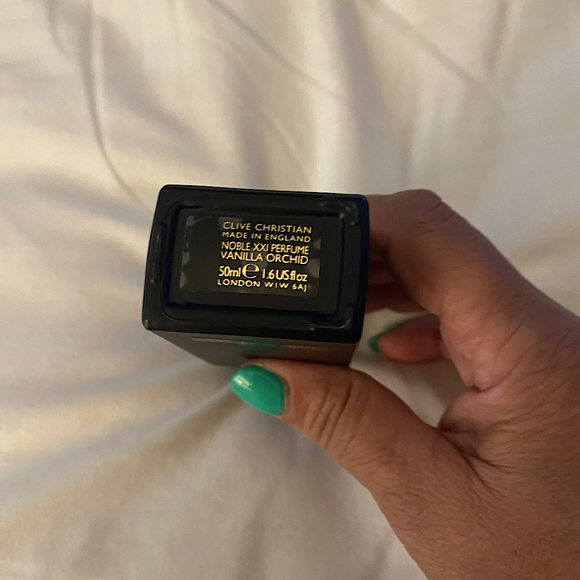 CLIVE CHRISTIAN
MADE IN ENGLAND
NOBLE XXI PERFUME
VANILLA ORCHID
50ml ℮ 1.6 US fl oz
LONDON W1W 6AJ